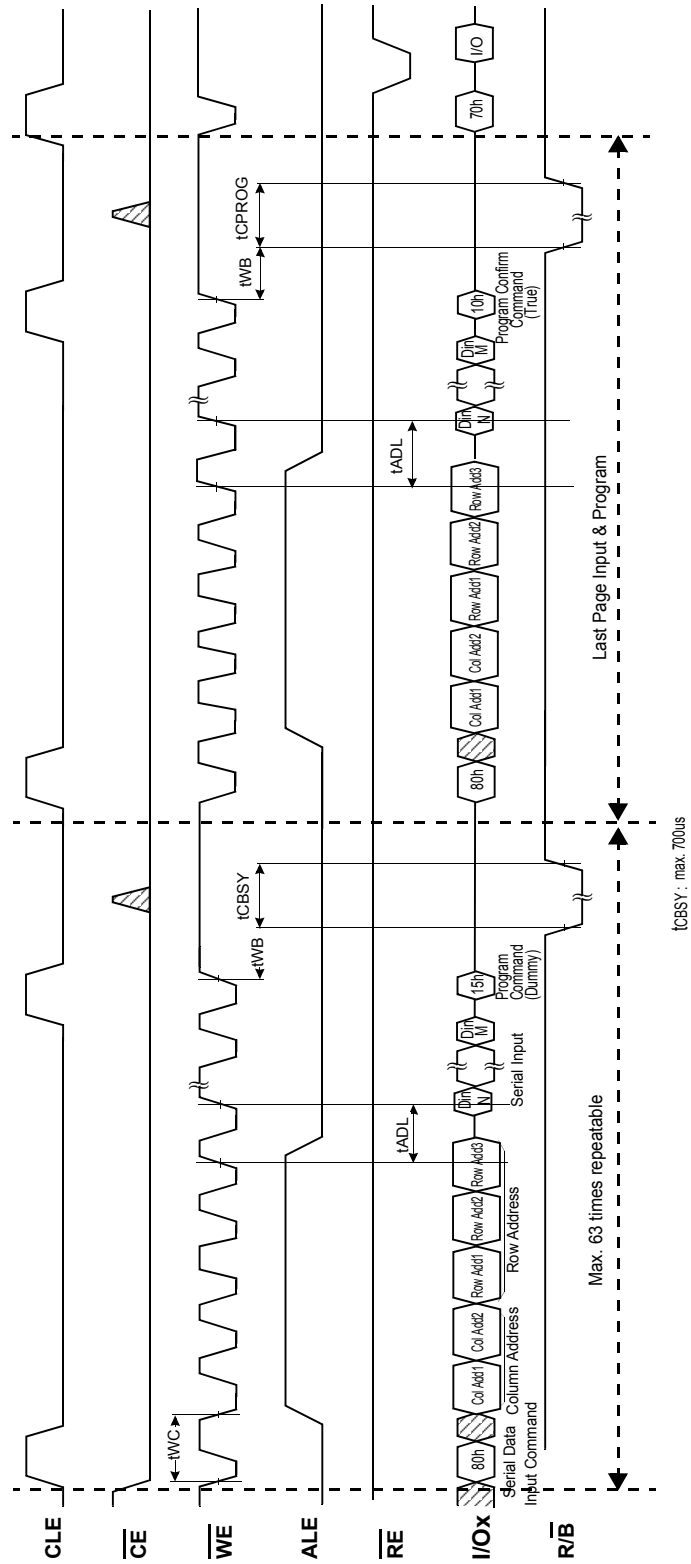 CLE
CE
tWC
WE
tWB
tCBSY
tWB
tCPROG
ALE
tADL
tADL
RE
I/Ox
80h
Col Add1
Col Add2
Row Add1
Row Add2
Row Add3
Din
N
Din
M
15h
80h
Col Add1
Col Add2
Row Add1
Row Add2
Row Add3
Din
N
Din
M
10h
70h
I/O
Serial Data
Input Command
Column Address
Row Address
Serial Input
Program
Command
(Dummy)
Program Confirm
Command
(True)
R/B
Max. 63 times repeatable
Last Page Input & Program
tCBSY : max. 700us